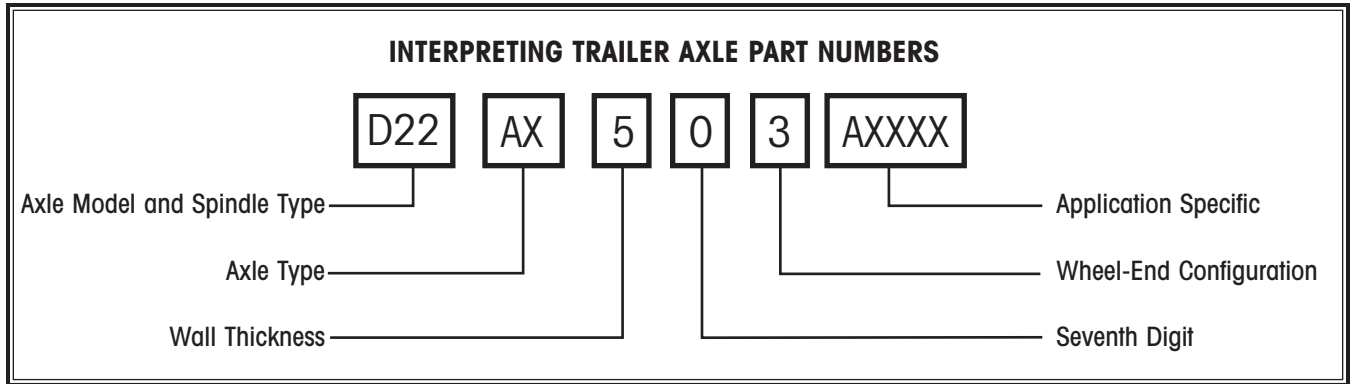 INTERPRETING TRAILER AXLE PART NUMBERS
D22 AX 5 0 3 AXXXX
Axle Model and Spindle Type Application Specific
Axle Type Wheel-End Configuration
Wall Thickness Seventh Digit